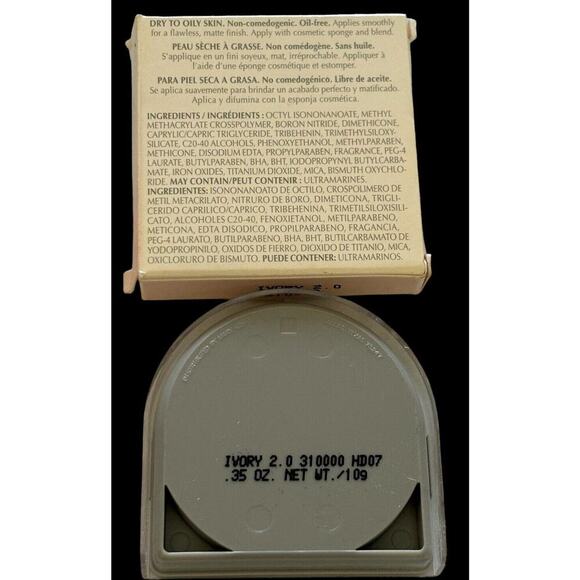 DRY TO OILY SKIN. Non-comedogenic. Oil-free. Applies smoothly
for a flawless, matte finish. Apply with cosmetic sponge and blend.
PEAU SÈCHE À GRASSE. Non comédogène. Sans huile.
S'applique en un fini soyeux, mat, irréprochable. Appliquer à
l'aide d'une éponge cosmétique et estomper.
PARA PIEL SECA A GRASA. No comedogénico. Libre de aceite.
Se aplica suavemente para brindar un acabado perfecto y matificado.
Aplica y difumina con la esponja cosmética.
INGREDIENTS / INGRÉDIENTS : OCTYL ISONONANOATE, METHYL
METHACRYLATE CROSSPOLYMER, BORON NITRIDE, DIMETHICONE,
CAPRYLIC/CAPRIC TRIGLYCERIDE, TRIBEHENIN, TRIMETHYLSILOXY-
SILICATE, C20-40 ALCOHOLS, PHENOXYETHANOL, METHYLPARABEN,
METHICONE, DISODIUM EDTA, PROPYLPARABEN, FRAGRANCE, PEG-4
LAURATE, BUTYLPARABEN, BHA, BHT, IODOPROPYNYL BUTYLCARBA-
MATE, IRON OXIDES, TITANIUM DIOXIDE, MICA, BISMUTH OXYCHLO-
RIDE. MAY CONTAIN/PEUT CONTENIR : ULTRAMARINES.
INGREDIENTES: ISONONANOATO DE OCTILO, CROSPOLIMERO DE
METIL METACRILATO, NITRURO DE BORO, DIMETICONA, TRIGLI-
CERIDO CAPRILICO/CAPRICO, TRIBEHENINA, TRIMETILSILOXISILI-
CATO, ALCOHOLES C20-40, FENOXIETANOL, METILPARABENO,
METICONA, EDTA DISODICO, PROPILPARABENO, FRAGANCIA,
PEG-4 LAURATO, BUTILPARABENO, BHA, BHT, BUTILCARBAMATO DE
YODOPROPINILO, OXIDOS DE FIERRO, DIOXIDO DE TITANIO, MICA,
OXICLORURO DE BISMUTO. PUEDE CONTENER: ULTRAMARINOS.
IVORY 2.0
IVORY 2.0 310000 HD07
.35 OZ. NET WT./10g